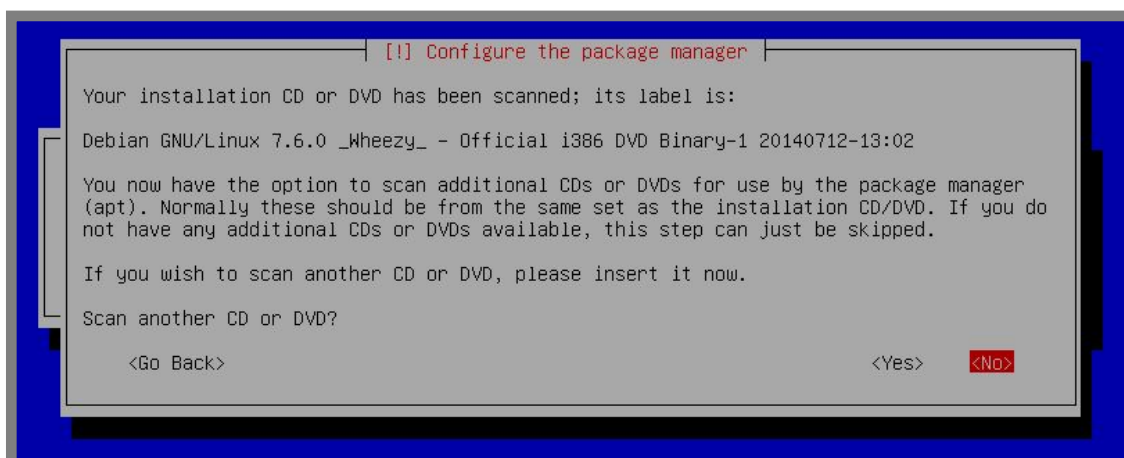 [!] Configure the package manager
Your installation CD or DVD has been scanned; its label is:
Debian GNU/Linux 7.6.0 _Wheezy_ - Official i386 DVD Binary-1 20140712-13:02
You now have the option to scan additional CDs or DVDs for use by the package manager
(apt). Normally these should be from the same set as the installation CD/DVD. If you do
not have any additional CDs or DVDs available, this step can just be skipped.
If you wish to scan another CD or DVD, please insert it now.
Scan another CD or DVD?
<Go Back> <Yes> <No>